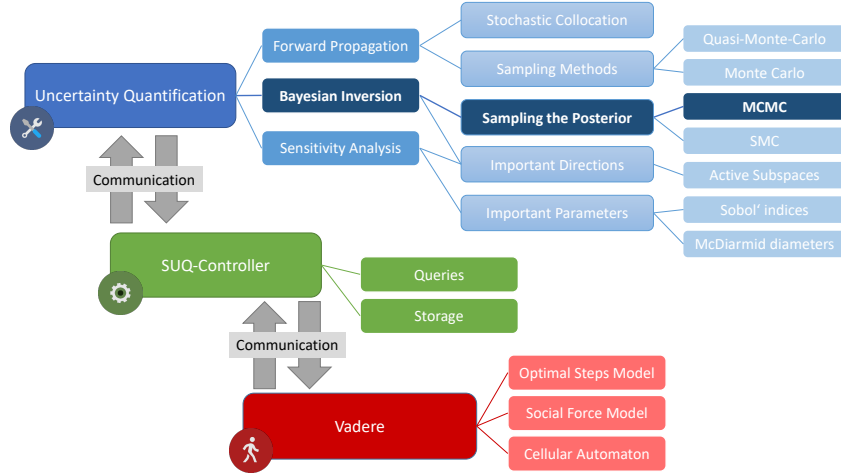 Stochastic Collocation
Forward Propagation
Quasi-Monte-Carlo
Sampling Methods
Monte Carlo
Uncertainty Quantification
Bayesian Inversion
MCMC
Sampling the Posterior
Sensitivity Analysis
SMC
Important Directions
Active Subspaces
Communication
Important Parameters
Sobol' indices
McDiarmid diameters
SUQ-Controller
Queries
Storage
Communication
Optimal Steps Model
Social Force Model
Vadere
Cellular Automaton